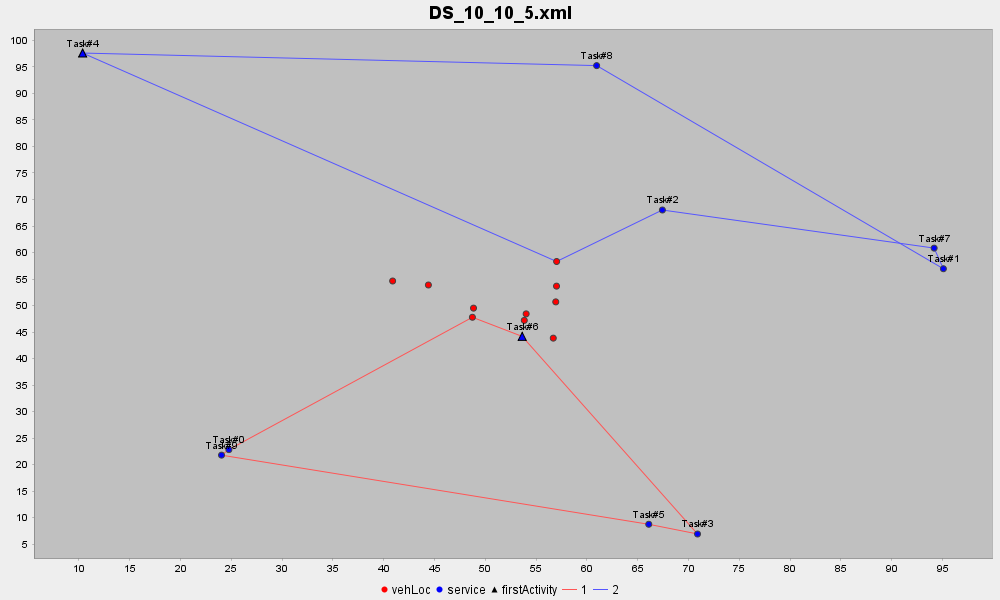 DS_10_10_5.xml
100
95
90
85
80
75
70
65
60
55
50
45
40
35
30
25
20
15
10
5
Task#4
Task#8
Task#2
Task#7
Task#1
Task#6
Task#0
Task#9
Task#5
Task#3
10 15 20 25 30 35 40 45 50 55 60 65 70 75 80 85 90 95
vehLoc service firstActivity 1 2